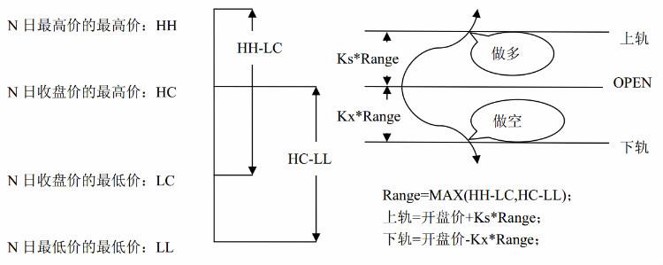 N 日最高价的最高价：HH
N 日收盘价的最高价：HC
N 日收盘价的最低价：LC
N 日最低价的最低价：LL
HH-LC
HC-LL
Ks*Range
Kx*Range
做多
做空
上轨
OPEN
下轨
Range=MAX(HH-LC,HC-LL);
上轨=开盘价+Ks*Range;
下轨=开盘价-Kx*Range;